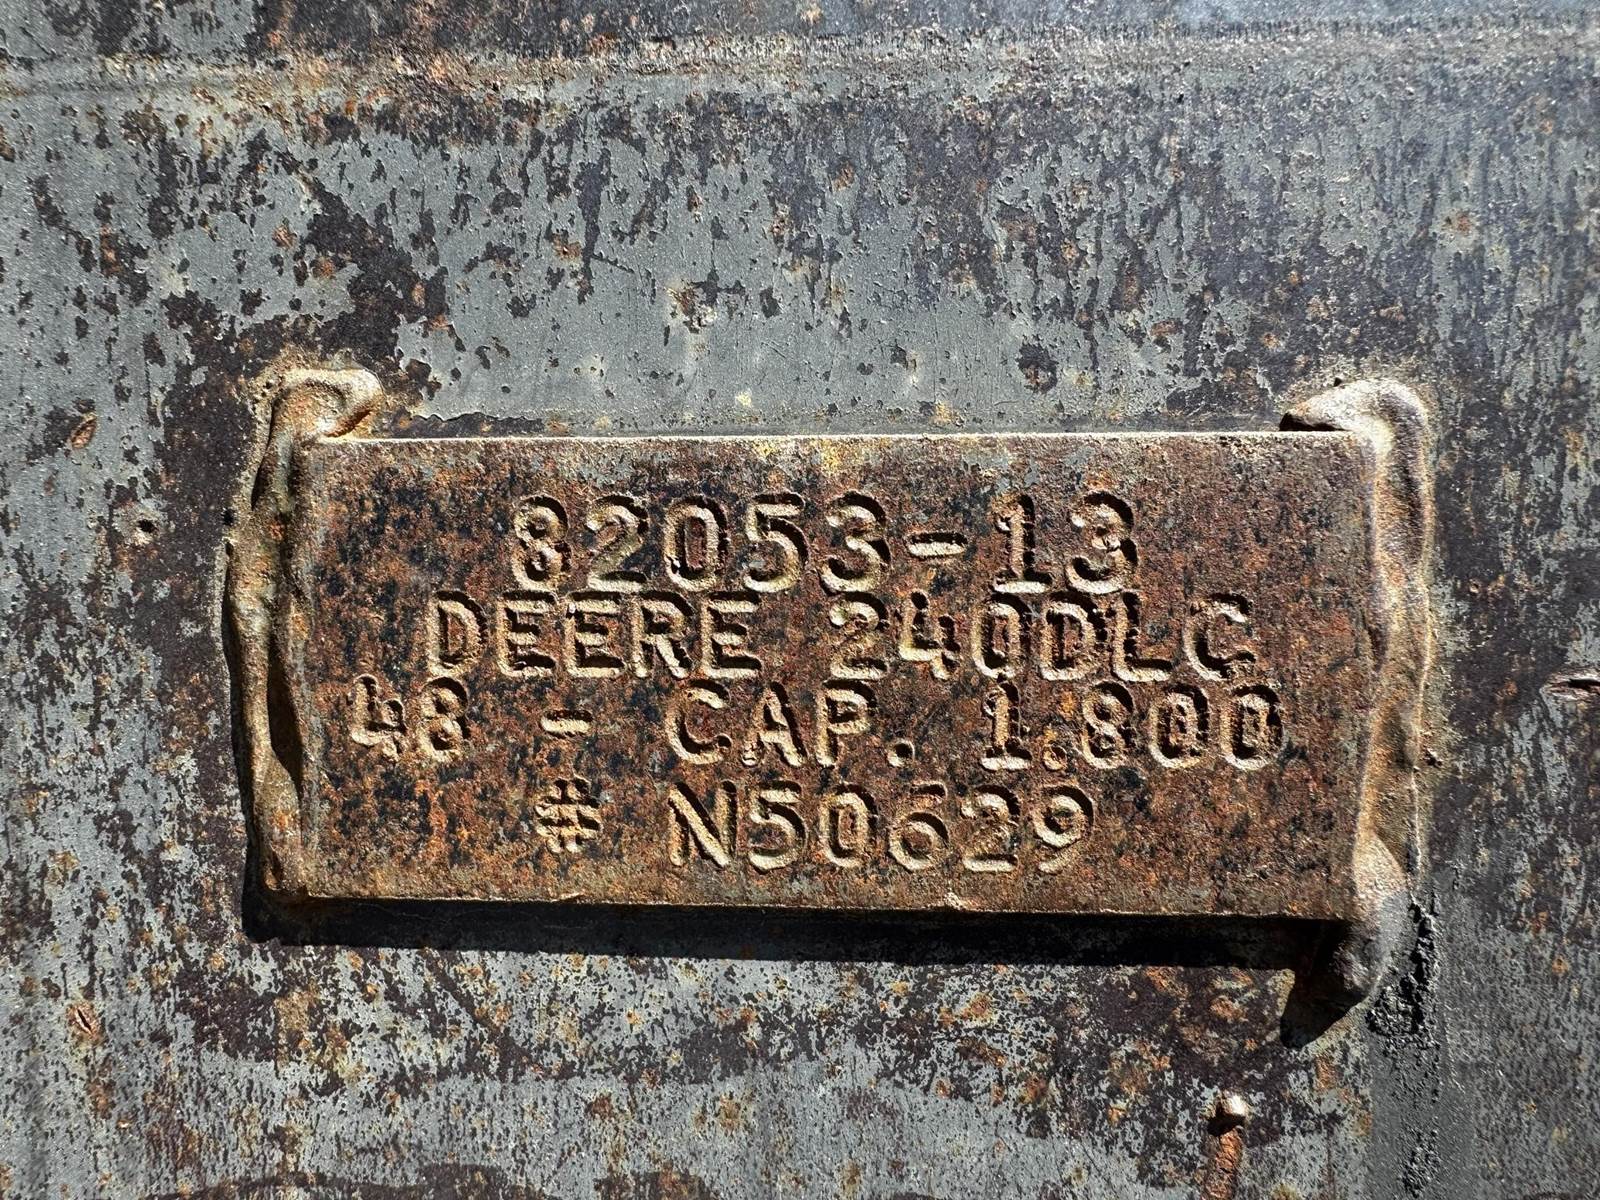 82053-13
DEERE 240DLC
48 - CAP. 1.800
# N50629